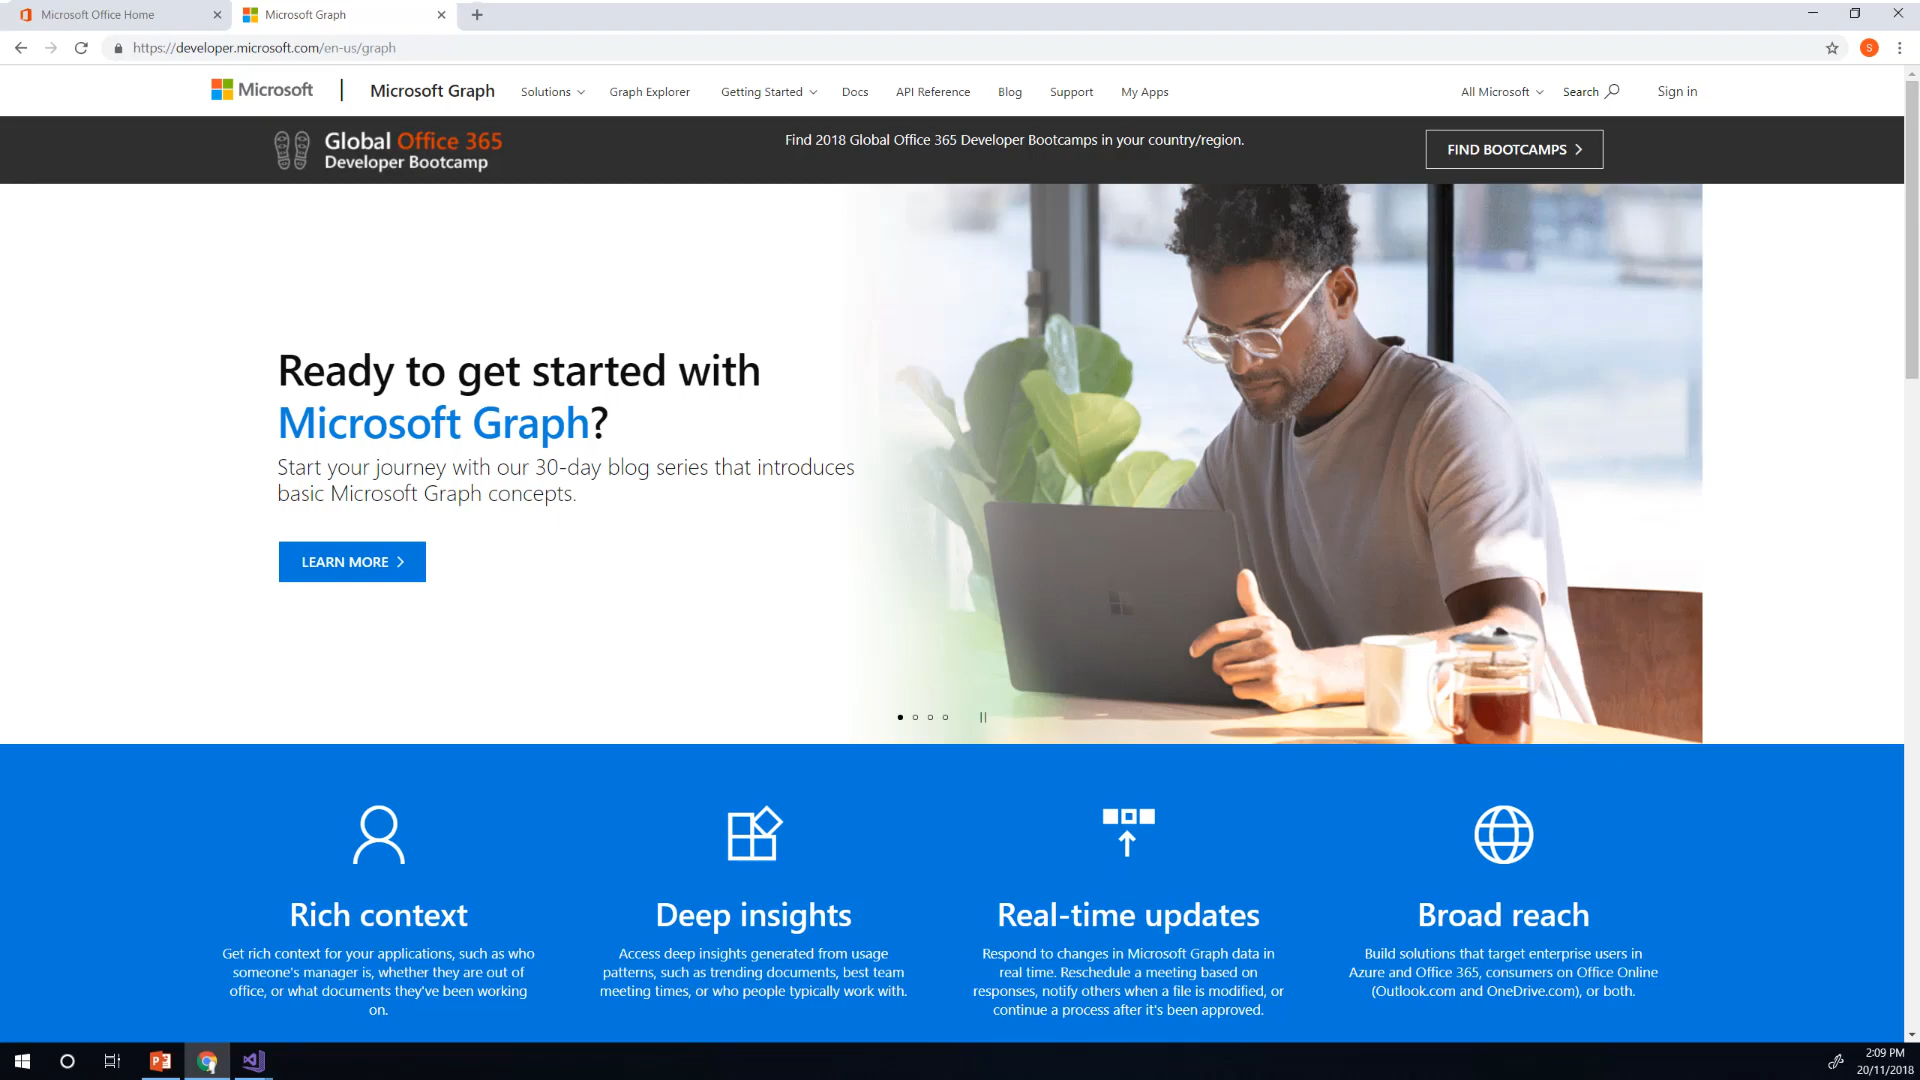 Microsoft Office Home
Microsoft Graph
https://developer.microsoft.com/en-us/graph
S
Microsoft
Microsoft Graph
Solutions
Graph Explorer
Getting Started
Docs
API Reference
Blog
Support
My Apps
All Microsoft
Search
Sign in
Global Office 365
Developer Bootcamp
Find 2018 Global Office 365 Developer Bootcamps in your country/region.
FIND BOOTCAMPS
Ready to get started with
Microsoft Graph?
Start your journey with our 30-day blog series that introduces
basic Microsoft Graph concepts.
LEARN MORE
Rich context
Get rich context for your applications, such as who
someone's manager is, whether they are out of
office, or what documents they've been working
on.
Deep insights
Access deep insights generated from usage
patterns, such as trending documents, best team
meeting times, or who people typically work with.
Real-time updates
Respond to changes in Microsoft Graph data in
real time. Reschedule a meeting based on
responses, notify others when a file is modified, or
continue a process after it's been approved.
Broad reach
Build solutions that target enterprise users in
Azure and Office 365, consumers on Office Online
(Outlook.com and OneDrive.com), or both.
2:09 PM
20/11/2018